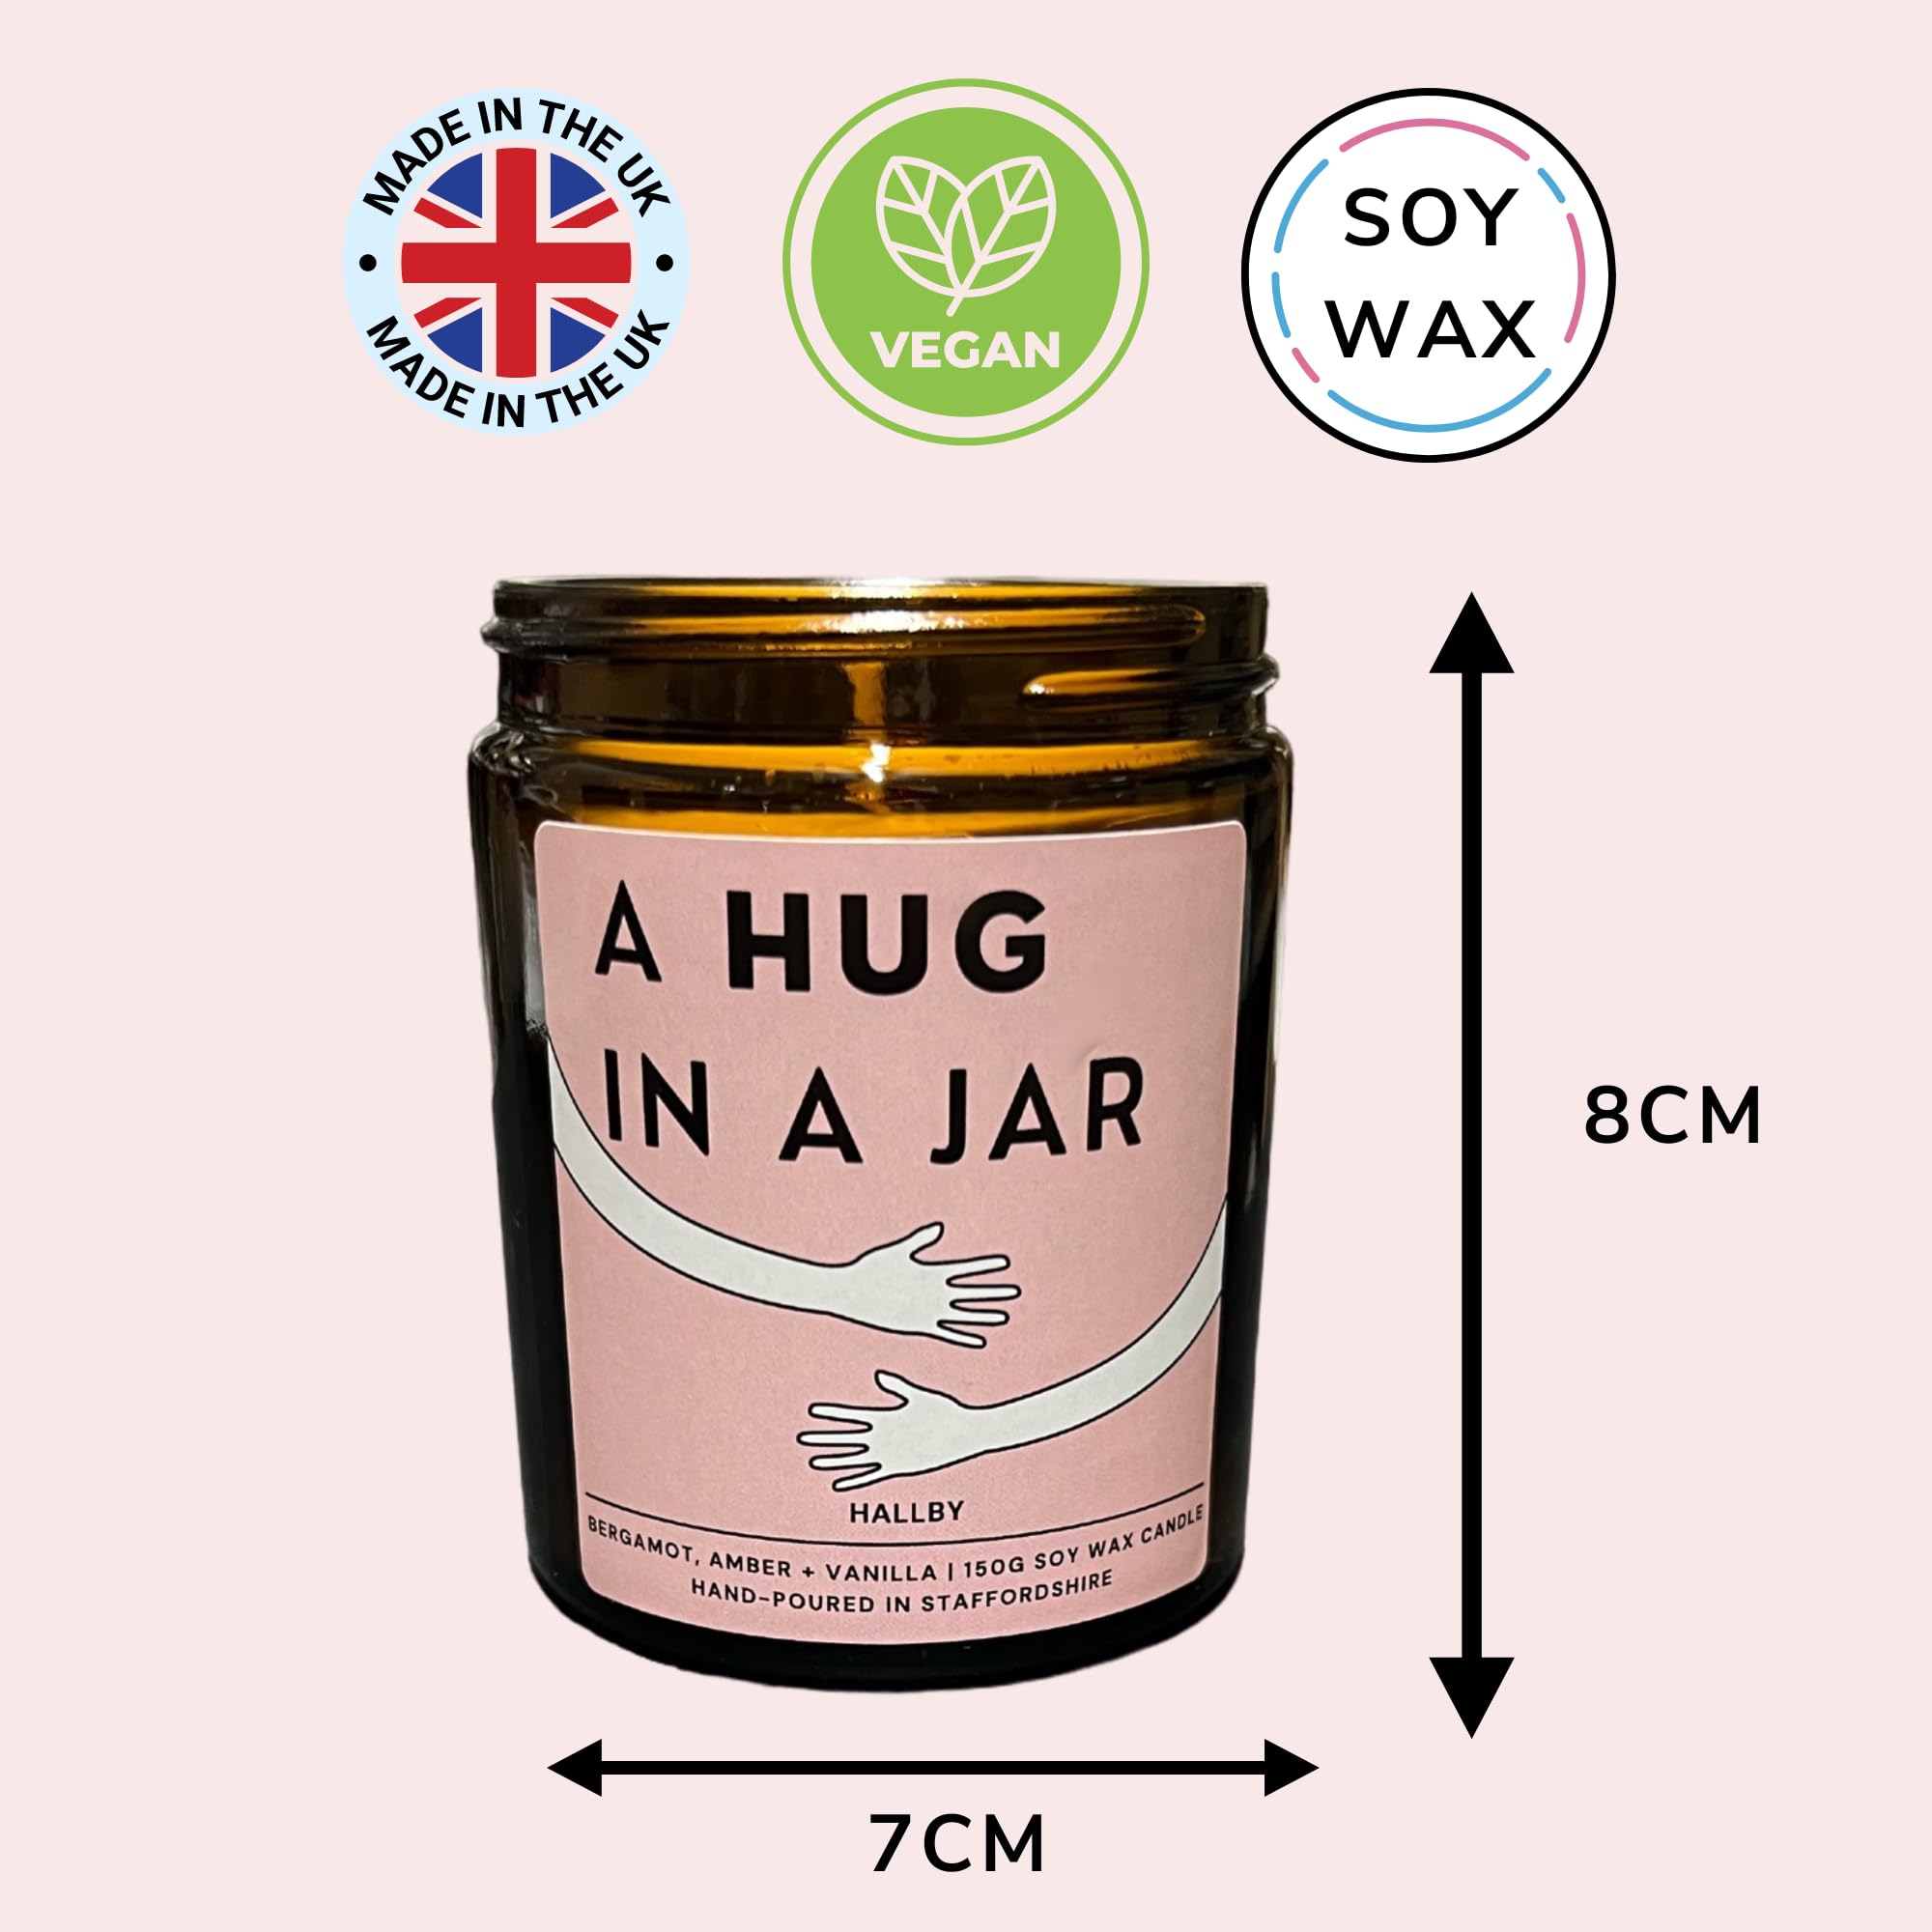 MADE IN THE UK
MADE IN THE UK
VEGAN
SOY
WAX
A HUG
IN A JAR
HALLBY
BERGAMOT, AMBER + VANILLA | 150G SOY WAX CANDLE
HAND-POURED IN STAFFORDSHIRE
8CM
7CM